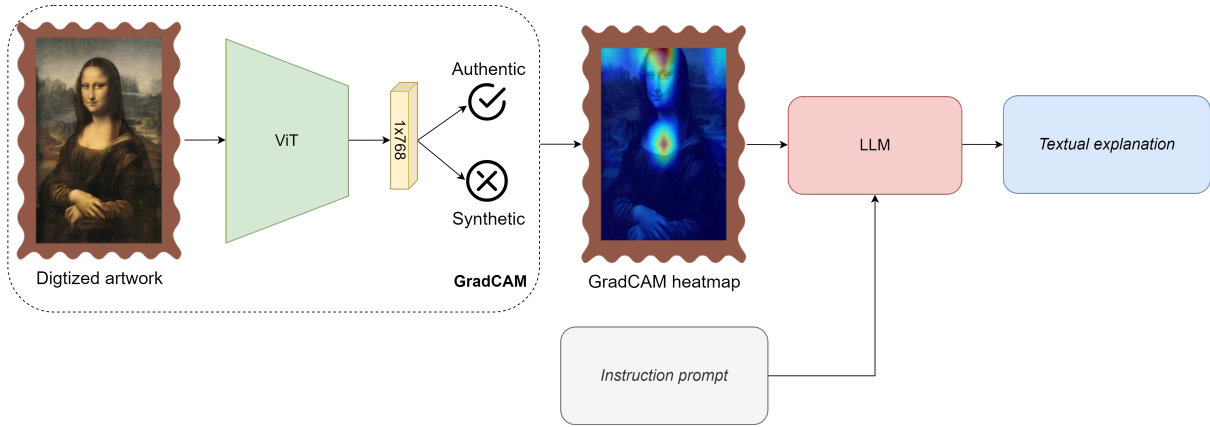 Authentic
ViT
1x768
Synthetic
Digtized artwork
GradCAM
GradCAM heatmap
LLM
Textual explanation
Instruction prompt